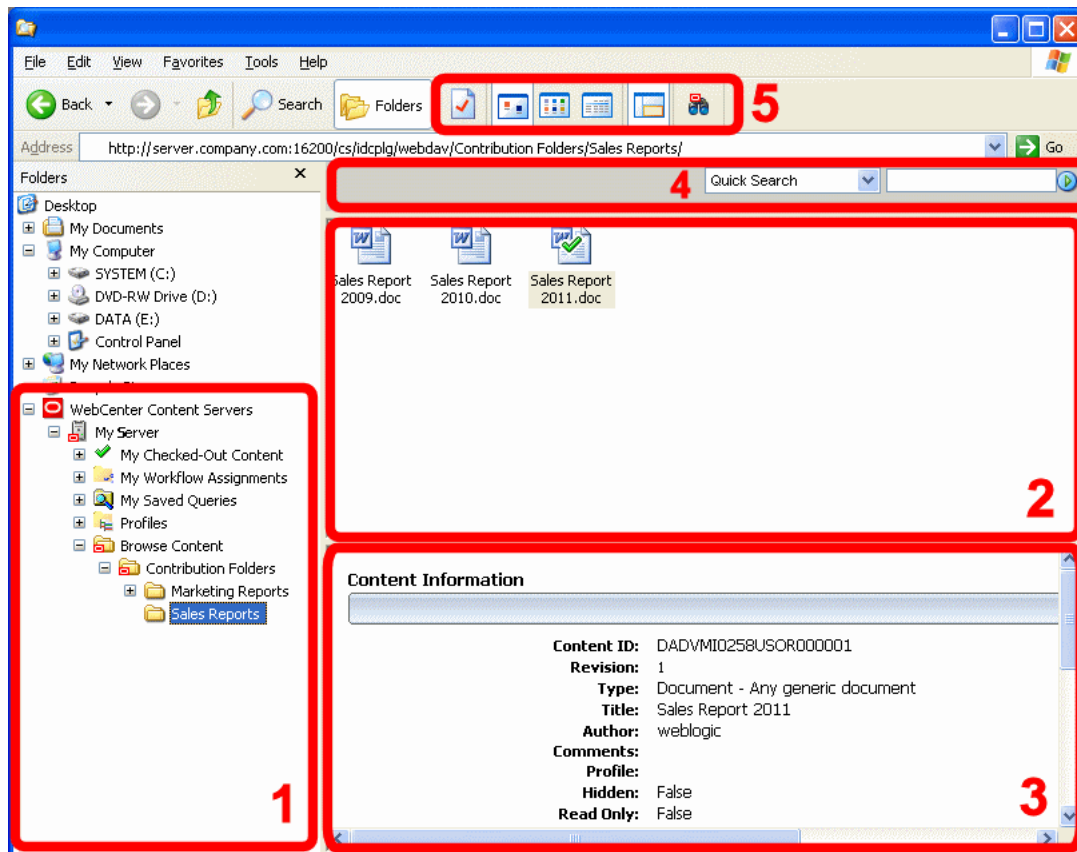 File Edit View Favorites Tools Help
Back Search Folders 5
Address http://server.company.com:16200/cs/idcplg/webdav/Contribution Folders/Sales Reports/ Go
Folders
4 Quick Search
Desktop
My Documents
My Computer
SYSTEM (C:)
DVD-RW Drive (D:)
DATA (E:)
Control Panel
My Network Places
WebCenter Content Servers
My Server
My Checked-Out Content
My Workflow Assignments
My Saved Queries
Profiles
Browse Content
Contribution Folders
Marketing Reports
Sales Reports
1
Sales Report 2009.doc
Sales Report 2010.doc
Sales Report 2011.doc
2
Content Information
Content ID: DADVMI0258USOR000001
Revision: 1
Type: Document - Any generic document
Title: Sales Report 2011
Author: weblogic
Comments:
Profile:
Hidden: False
Read Only: False
3